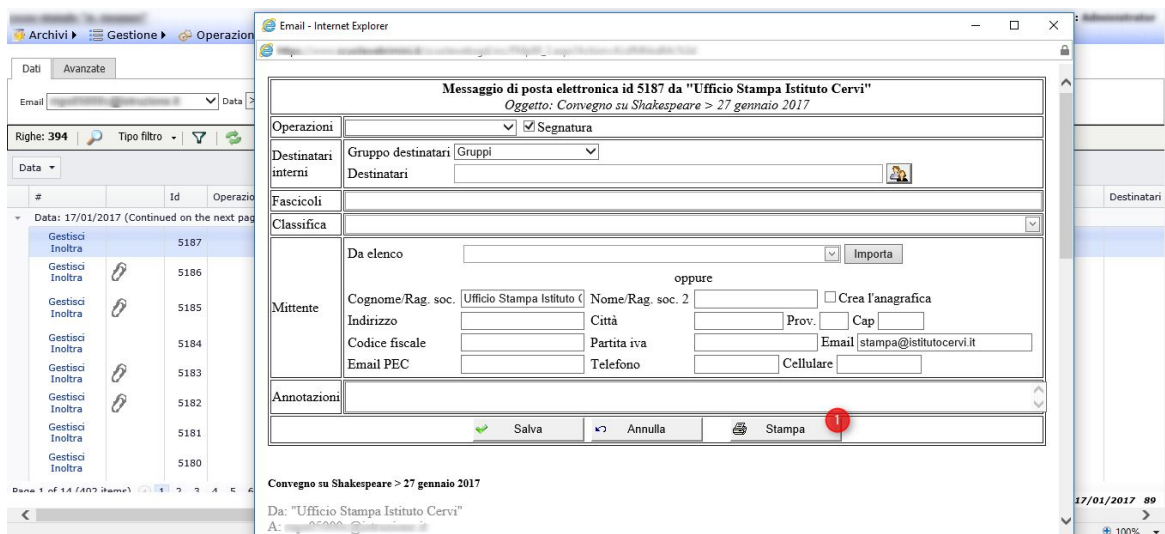 Email - Internet Explorer
Archivi Gestione Operazion
Dati Avanzate
Email Data >
Righe: 394 Tipo filtro
Data
# Id Operazio Destinatari
Data: 17/01/2017 (Continued on the next pag
Gestisci
Inoltra 5187
Gestisci
Inoltra 5186
Gestisci
Inoltra 5185
Gestisci
Inoltra 5184
Gestisci
Inoltra 5183
Gestisci
Inoltra 5182
Gestisci
Inoltra 5181
Gestisci
Inoltra 5180
Page 1 of 14 (402 items) 1 2 3 4 5 6
17/01/2017 89
100%
Messaggio di posta elettronica id 5187 da "Ufficio Stampa Istituto Cervi"
Oggetto: Convegno su Shakespeare > 27 gennaio 2017
Operazioni Segnatura
Destinatari interni
Gruppo destinatari Gruppi
Destinatari
Fascicoli
Classifica
Mittente
Da elenco Importa
oppure
Cognome/Rag. soc. Ufficio Stampa Istituto C Nome/Rag. soc. 2 Crea l'anagrafica
Indirizzo Città Prov. Cap
Codice fiscale Partita iva Email stampa@istitutocervi.it
Email PEC Telefono Cellulare
Annotazioni
Salva Annulla Stampa 1
Convegno su Shakespeare > 27 gennaio 2017
Da: "Ufficio Stampa Istituto Cervi"
A: